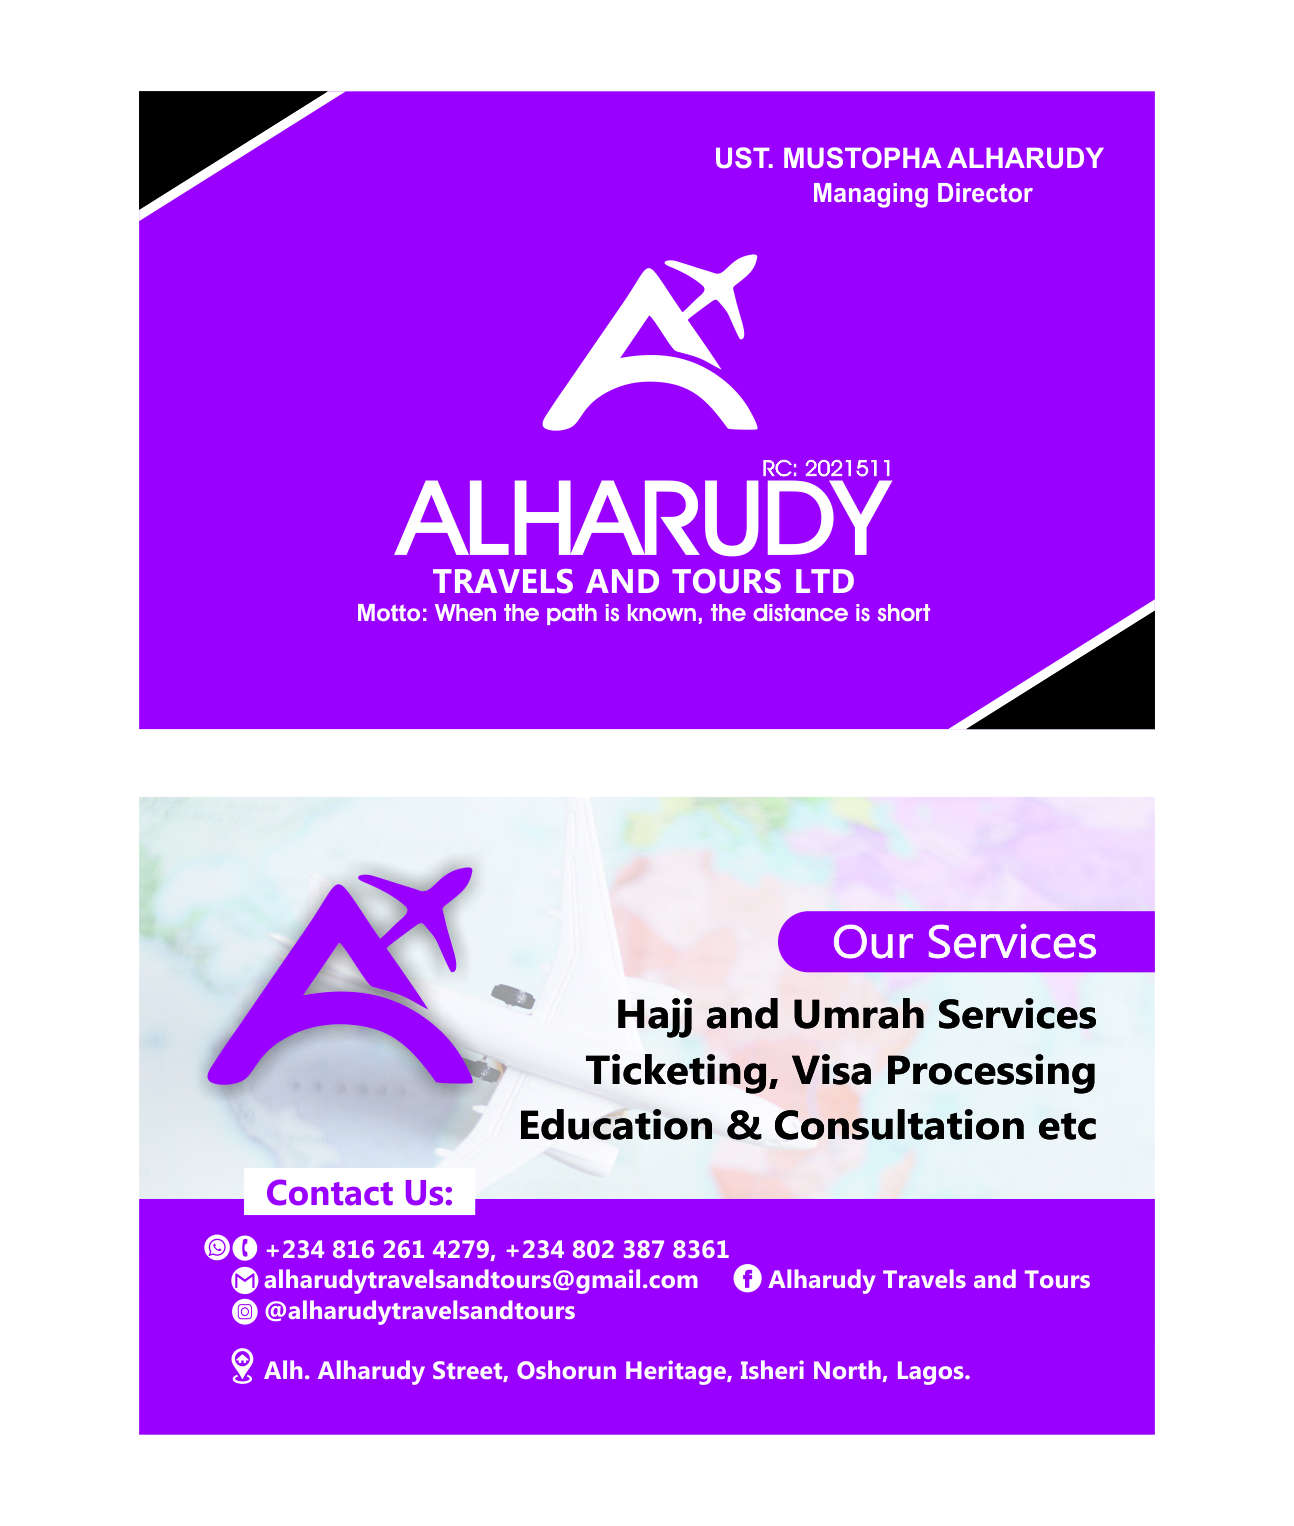 UST. MUSTOPHA ALHARUDY
Managing Director
RC: 2021511
ALHARUDY
TRAVELS AND TOURS LTD
Motto: When the path is known, the distance is short
Our Services
Hajj and Umrah Services
Ticketing, Visa Processing
Education & Consultation etc
Contact Us:
+234 816 261 4279, +234 802 387 8361
alharudytravelsandtours@gmail.com Alharudy Travels and Tours
@alharudytravelsandtours
Alh. Alharudy Street, Oshorun Heritage, Isheri North, Lagos.